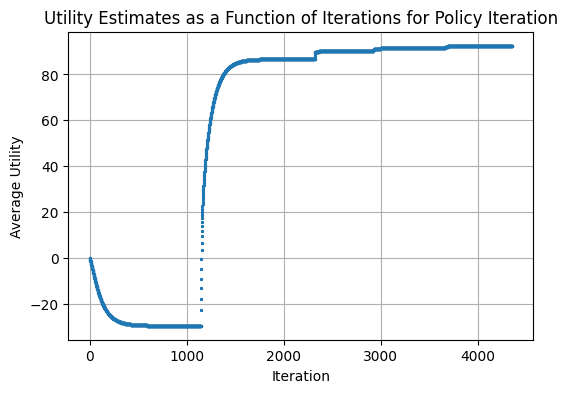 Utility Estimates as a Function of Iterations for Policy Iteration
Average Utility
80
60
40
20
0
−20
0 1000 2000 3000 4000
Iteration